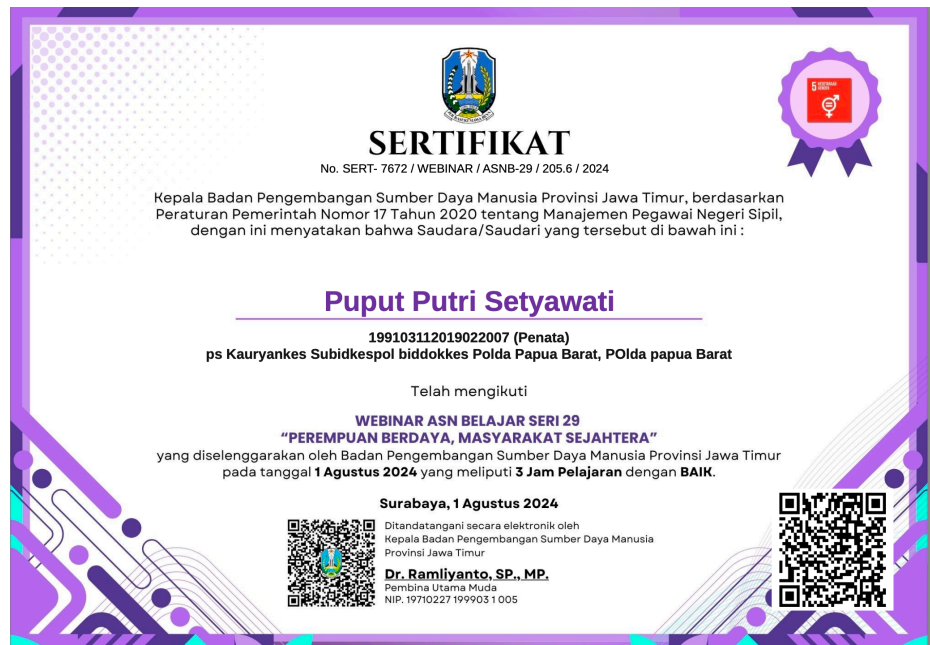 SERTIFIKAT
No. SERT- 7672 / WEBINAR / ASNB-29 / 205.6 / 2024
Kepala Badan Pengembangan Sumber Daya Manusia Provinsi Jawa Timur, berdasarkan
Peraturan Pemerintah Nomor 17 Tahun 2020 tentang Manajemen Pegawai Negeri Sipil,
dengan ini menyatakan bahwa Saudara/Saudari yang tersebut di bawah ini :
Puput Putri Setyawati
199103112019022007 (Penata)
ps Kauryankes Subidkespol biddokkes Polda Papua Barat, POlda papua Barat
Telah mengikuti
WEBINAR ASN BELAJAR SERI 29
“PEREMPUAN BERDAYA, MASYARAKAT SEJAHTERA”
yang diselenggarakan oleh Badan Pengembangan Sumber Daya Manusia Provinsi Jawa Timur
pada tanggal 1 Agustus 2024 yang meliputi 3 Jam Pelajaran dengan BAIK.
Surabaya, 1 Agustus 2024
Ditandatangani secara elektronik oleh
Kepala Badan Pengembangan Sumber Daya Manusia
Provinsi Jawa Timur
Dr. Ramliyanto, SP., MP.
Pembina Utama Muda
NIP. 19710227 199903 1 005
5